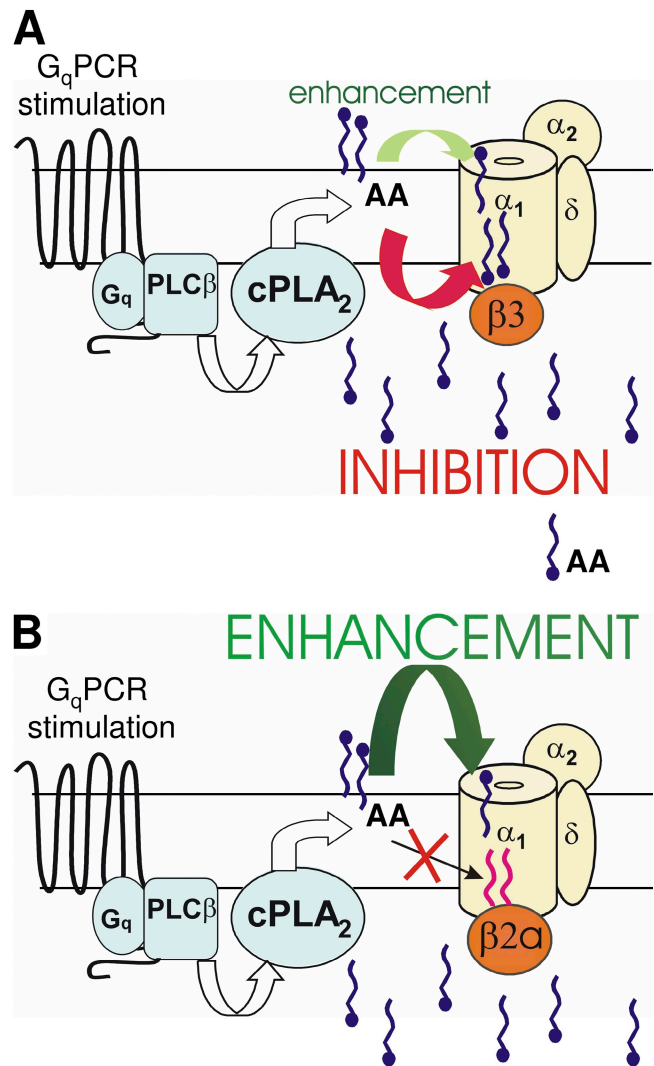 A
GqPCR
stimulation
enhancement
α2
AA
α1
δ
Gq
PLCβ
cPLA2
β3
INHIBITION
AA
B
ENHANCEMENT
GqPCR
stimulation
α2
AA
α1
δ
Gq
PLCβ
cPLA2
β2a